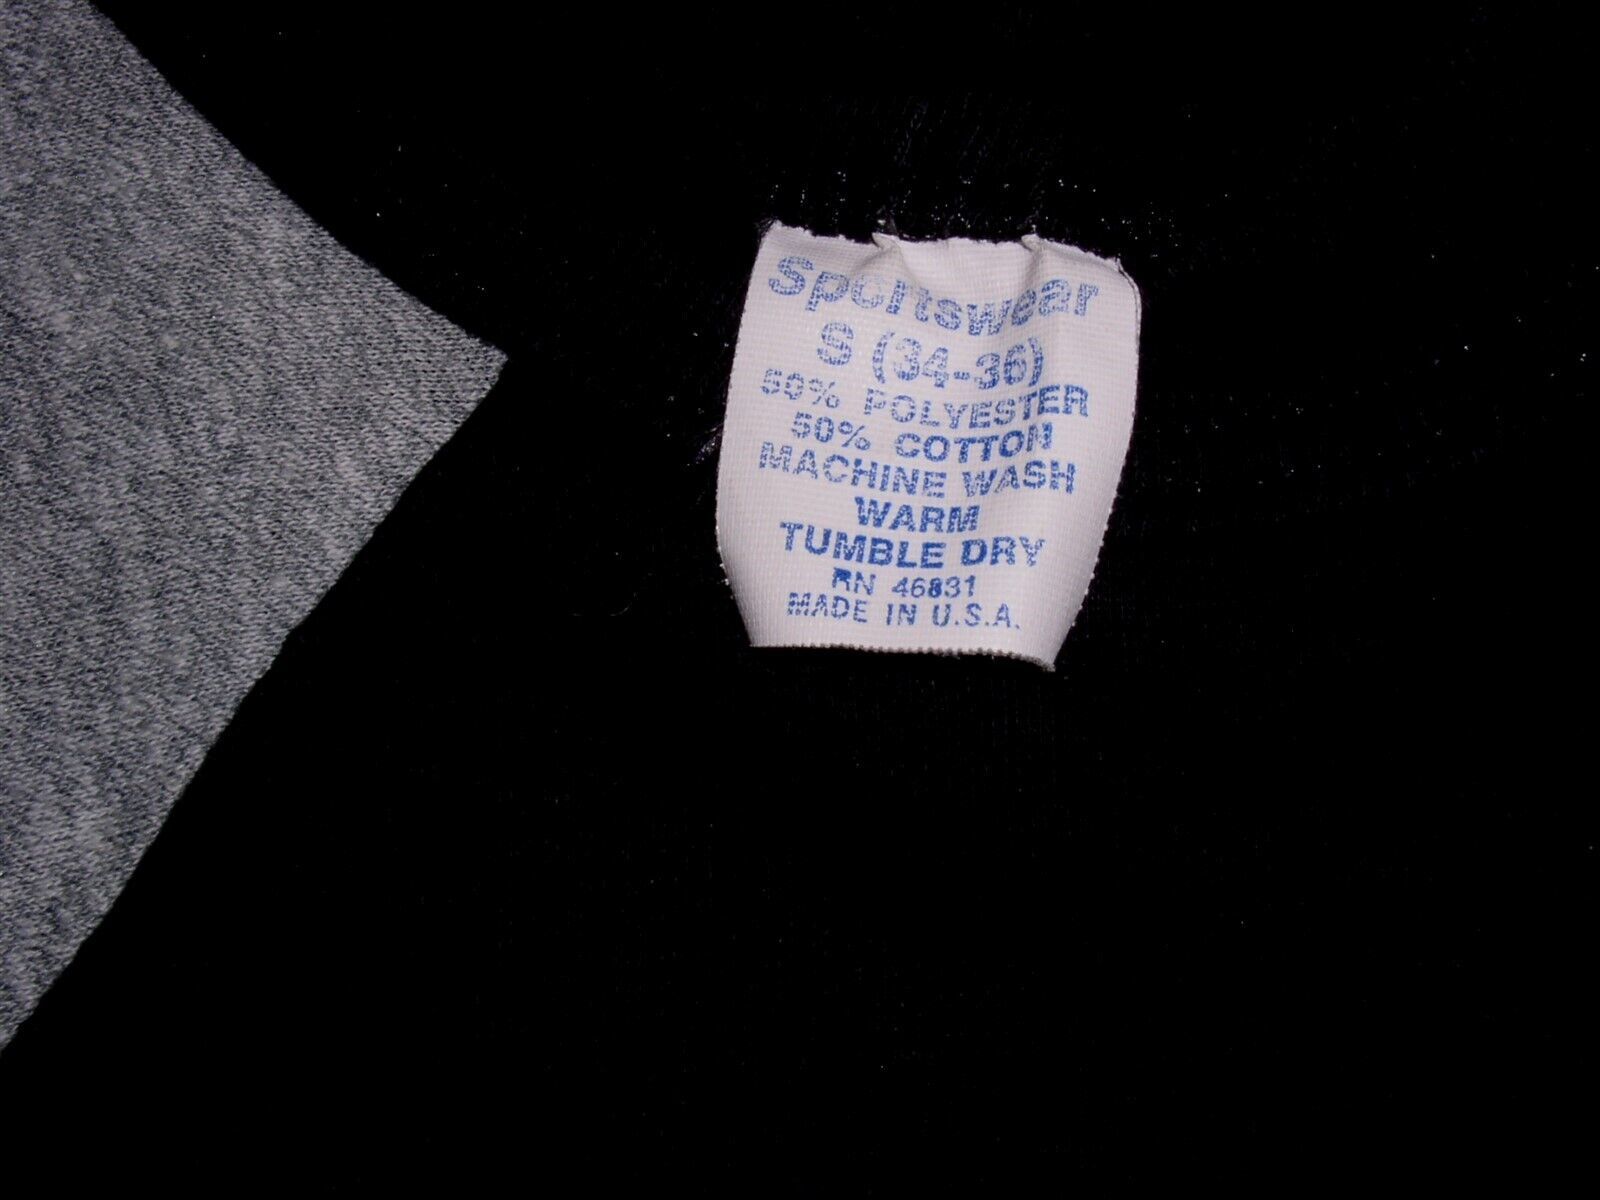 Sportswear
S (34-36)
50% POLYESTER
50% COTTON
MACHINE WASH
WARM
TUMBLE DRY
RN 46831
MADE IN U.S.A.